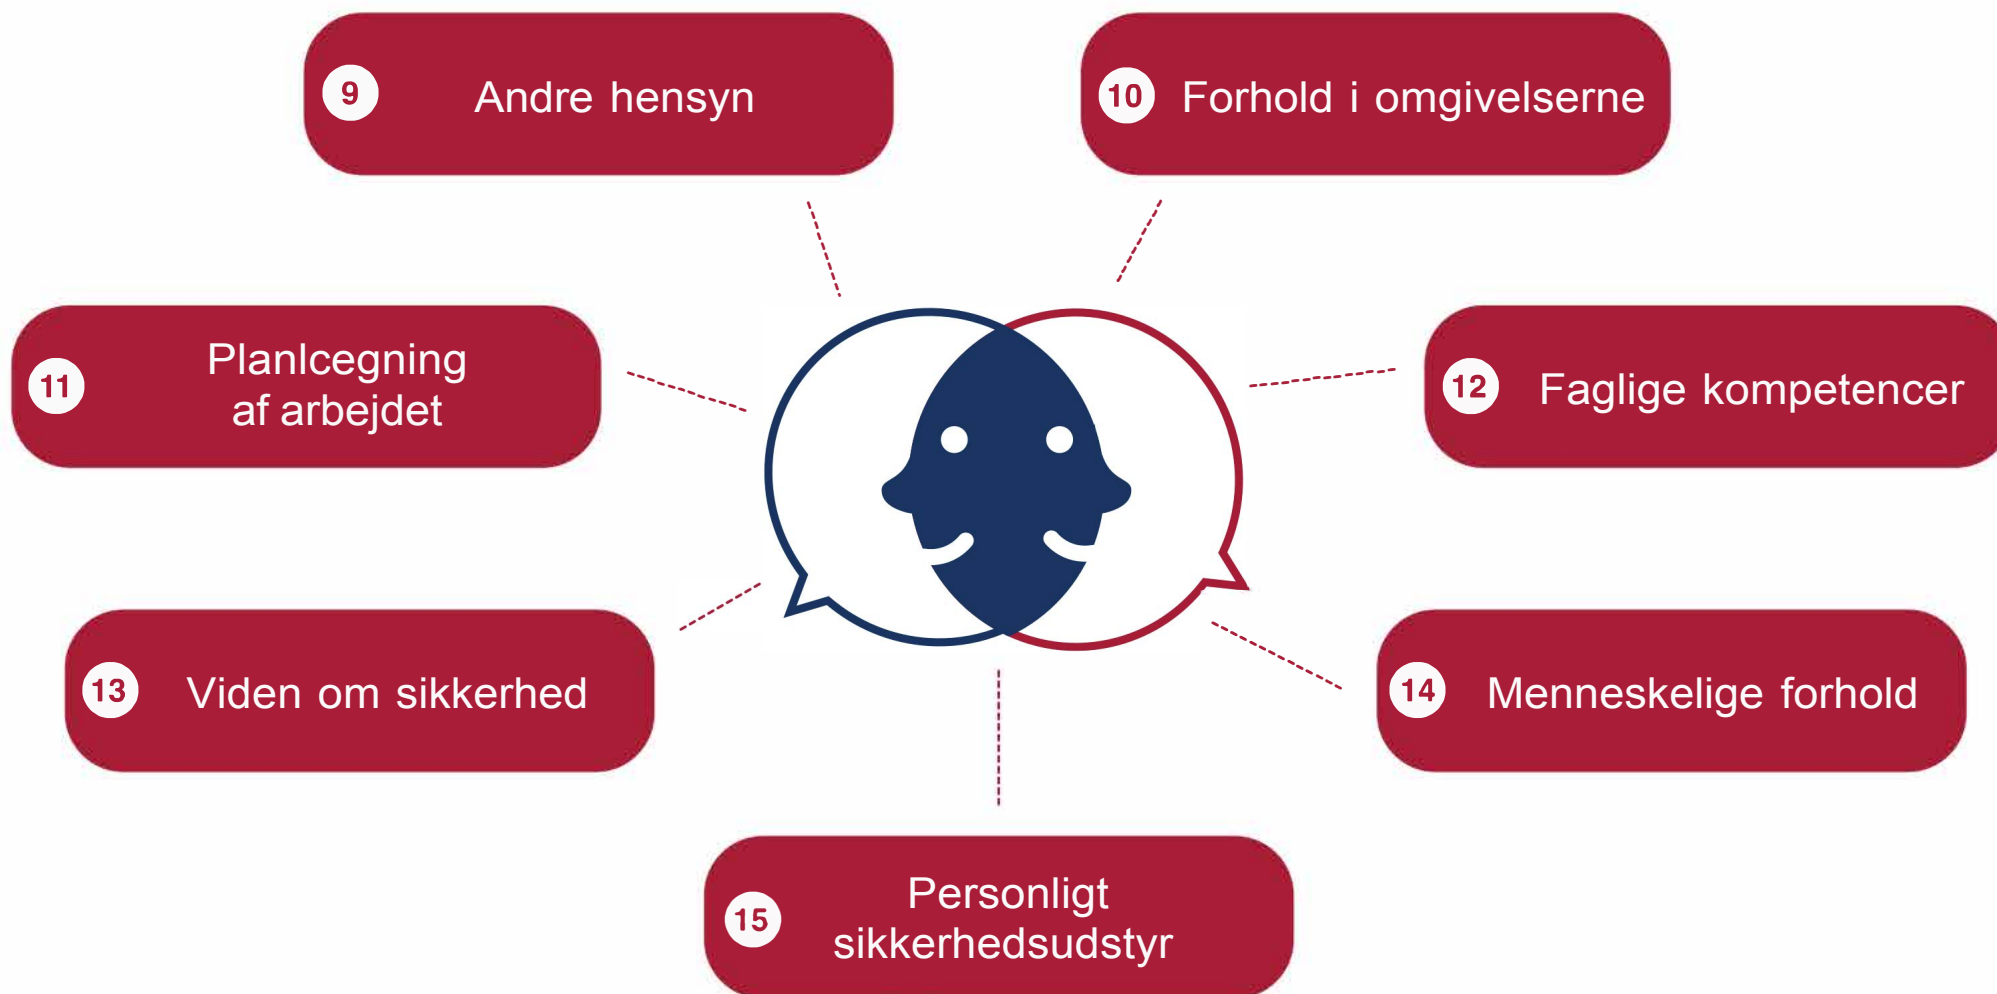 9 Andre hensyn
10 Forhold i omgivelserne
11 Planlcegning
af arbejdet
12 Faglige kompetencer
13 Viden om sikkerhed
14 Menneskelige forhold
15 Personligt
sikkerhedsudstyr